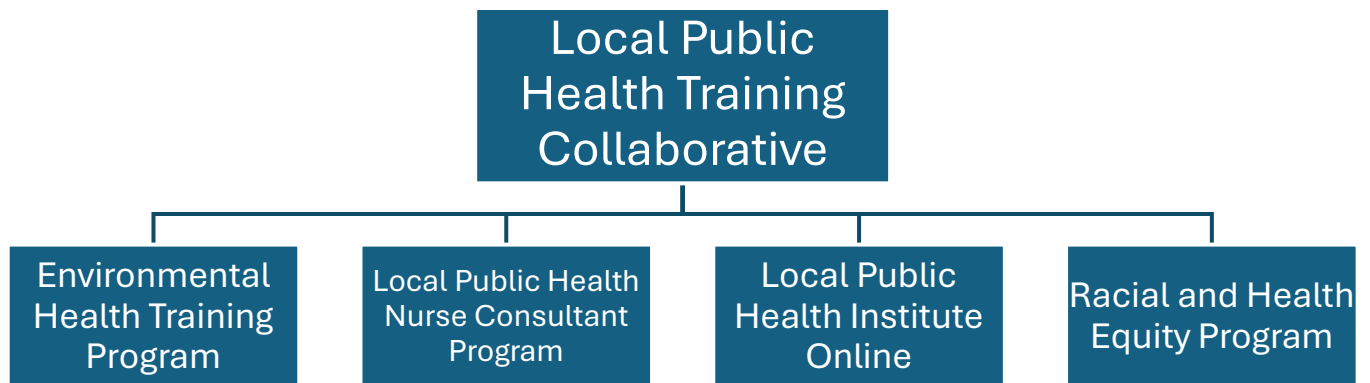 Local Public
Health Training
Collaborative
Environmental
Health Training
Program
Local Public Health
Nurse Consultant
Program
Local Public
Health Institute
Online
Racial and Health
Equity Program